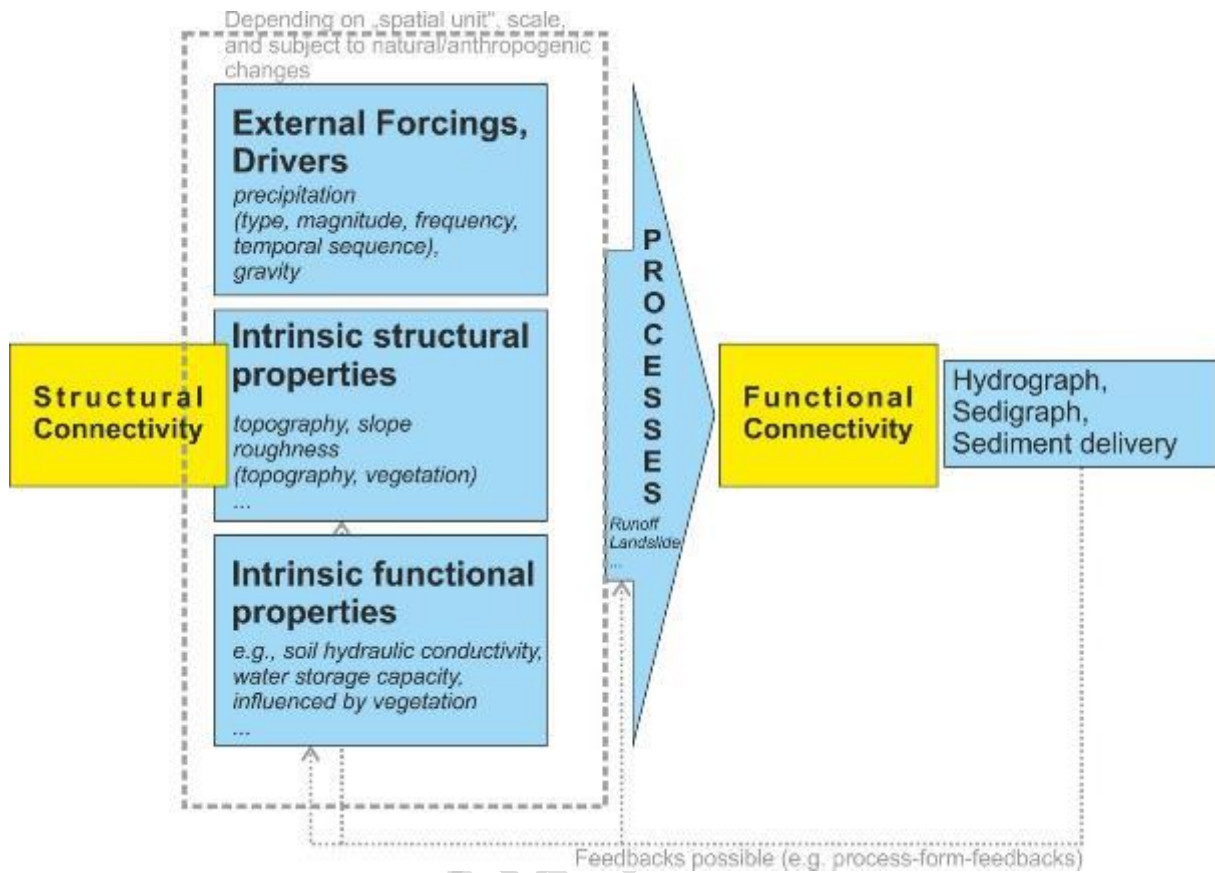 Depending on „spatial unit", scale,
and subject to natural/anthropogenic
changes
External Forcings,
Drivers
precipitation
(type, magnitude, frequency,
temporal sequence),
gravity
Structural
Connectivity
Intrinsic structural
properties
topography, slope
roughness
(topography, vegetation)
...
Intrinsic functional
properties
e.g., soil hydraulic conductivity,
water storage capacity,
influenced by vegetation
...
PROCESSES
Runoff
Landslide
...
Functional
Connectivity
Hydrograph,
Sedigraph,
Sediment delivery
Feedbacks possible (e.g. process-form-feedbacks)